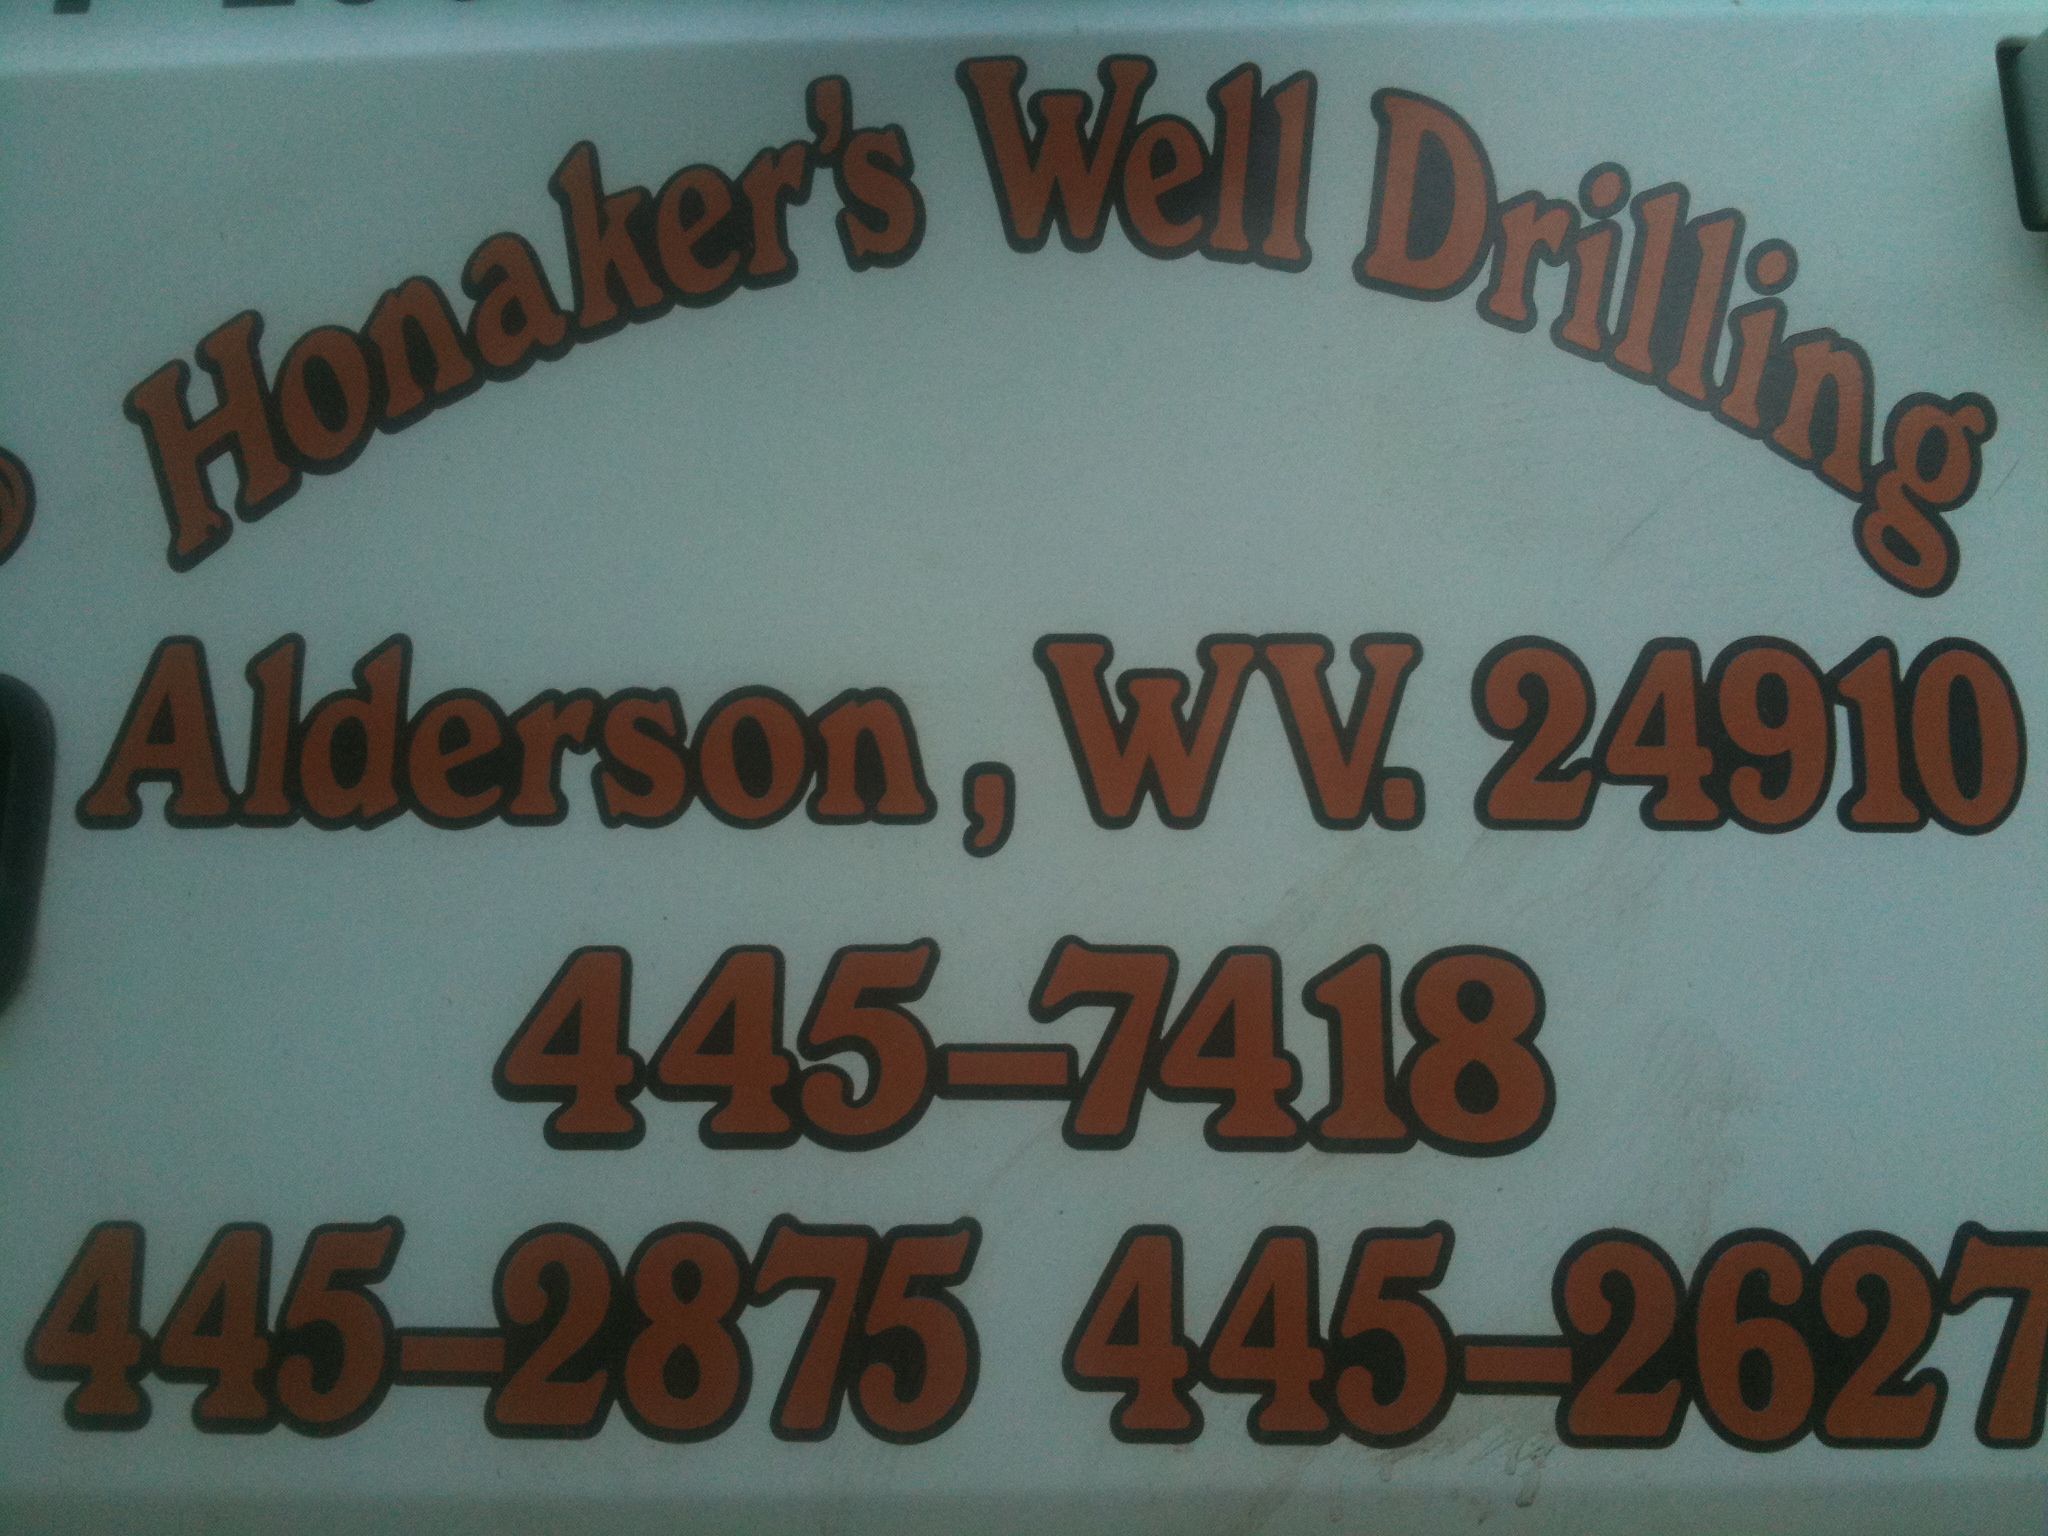 Honaker's Well Drilling
Alderson, WV. 24910
445-7418
445-2875 445-2627